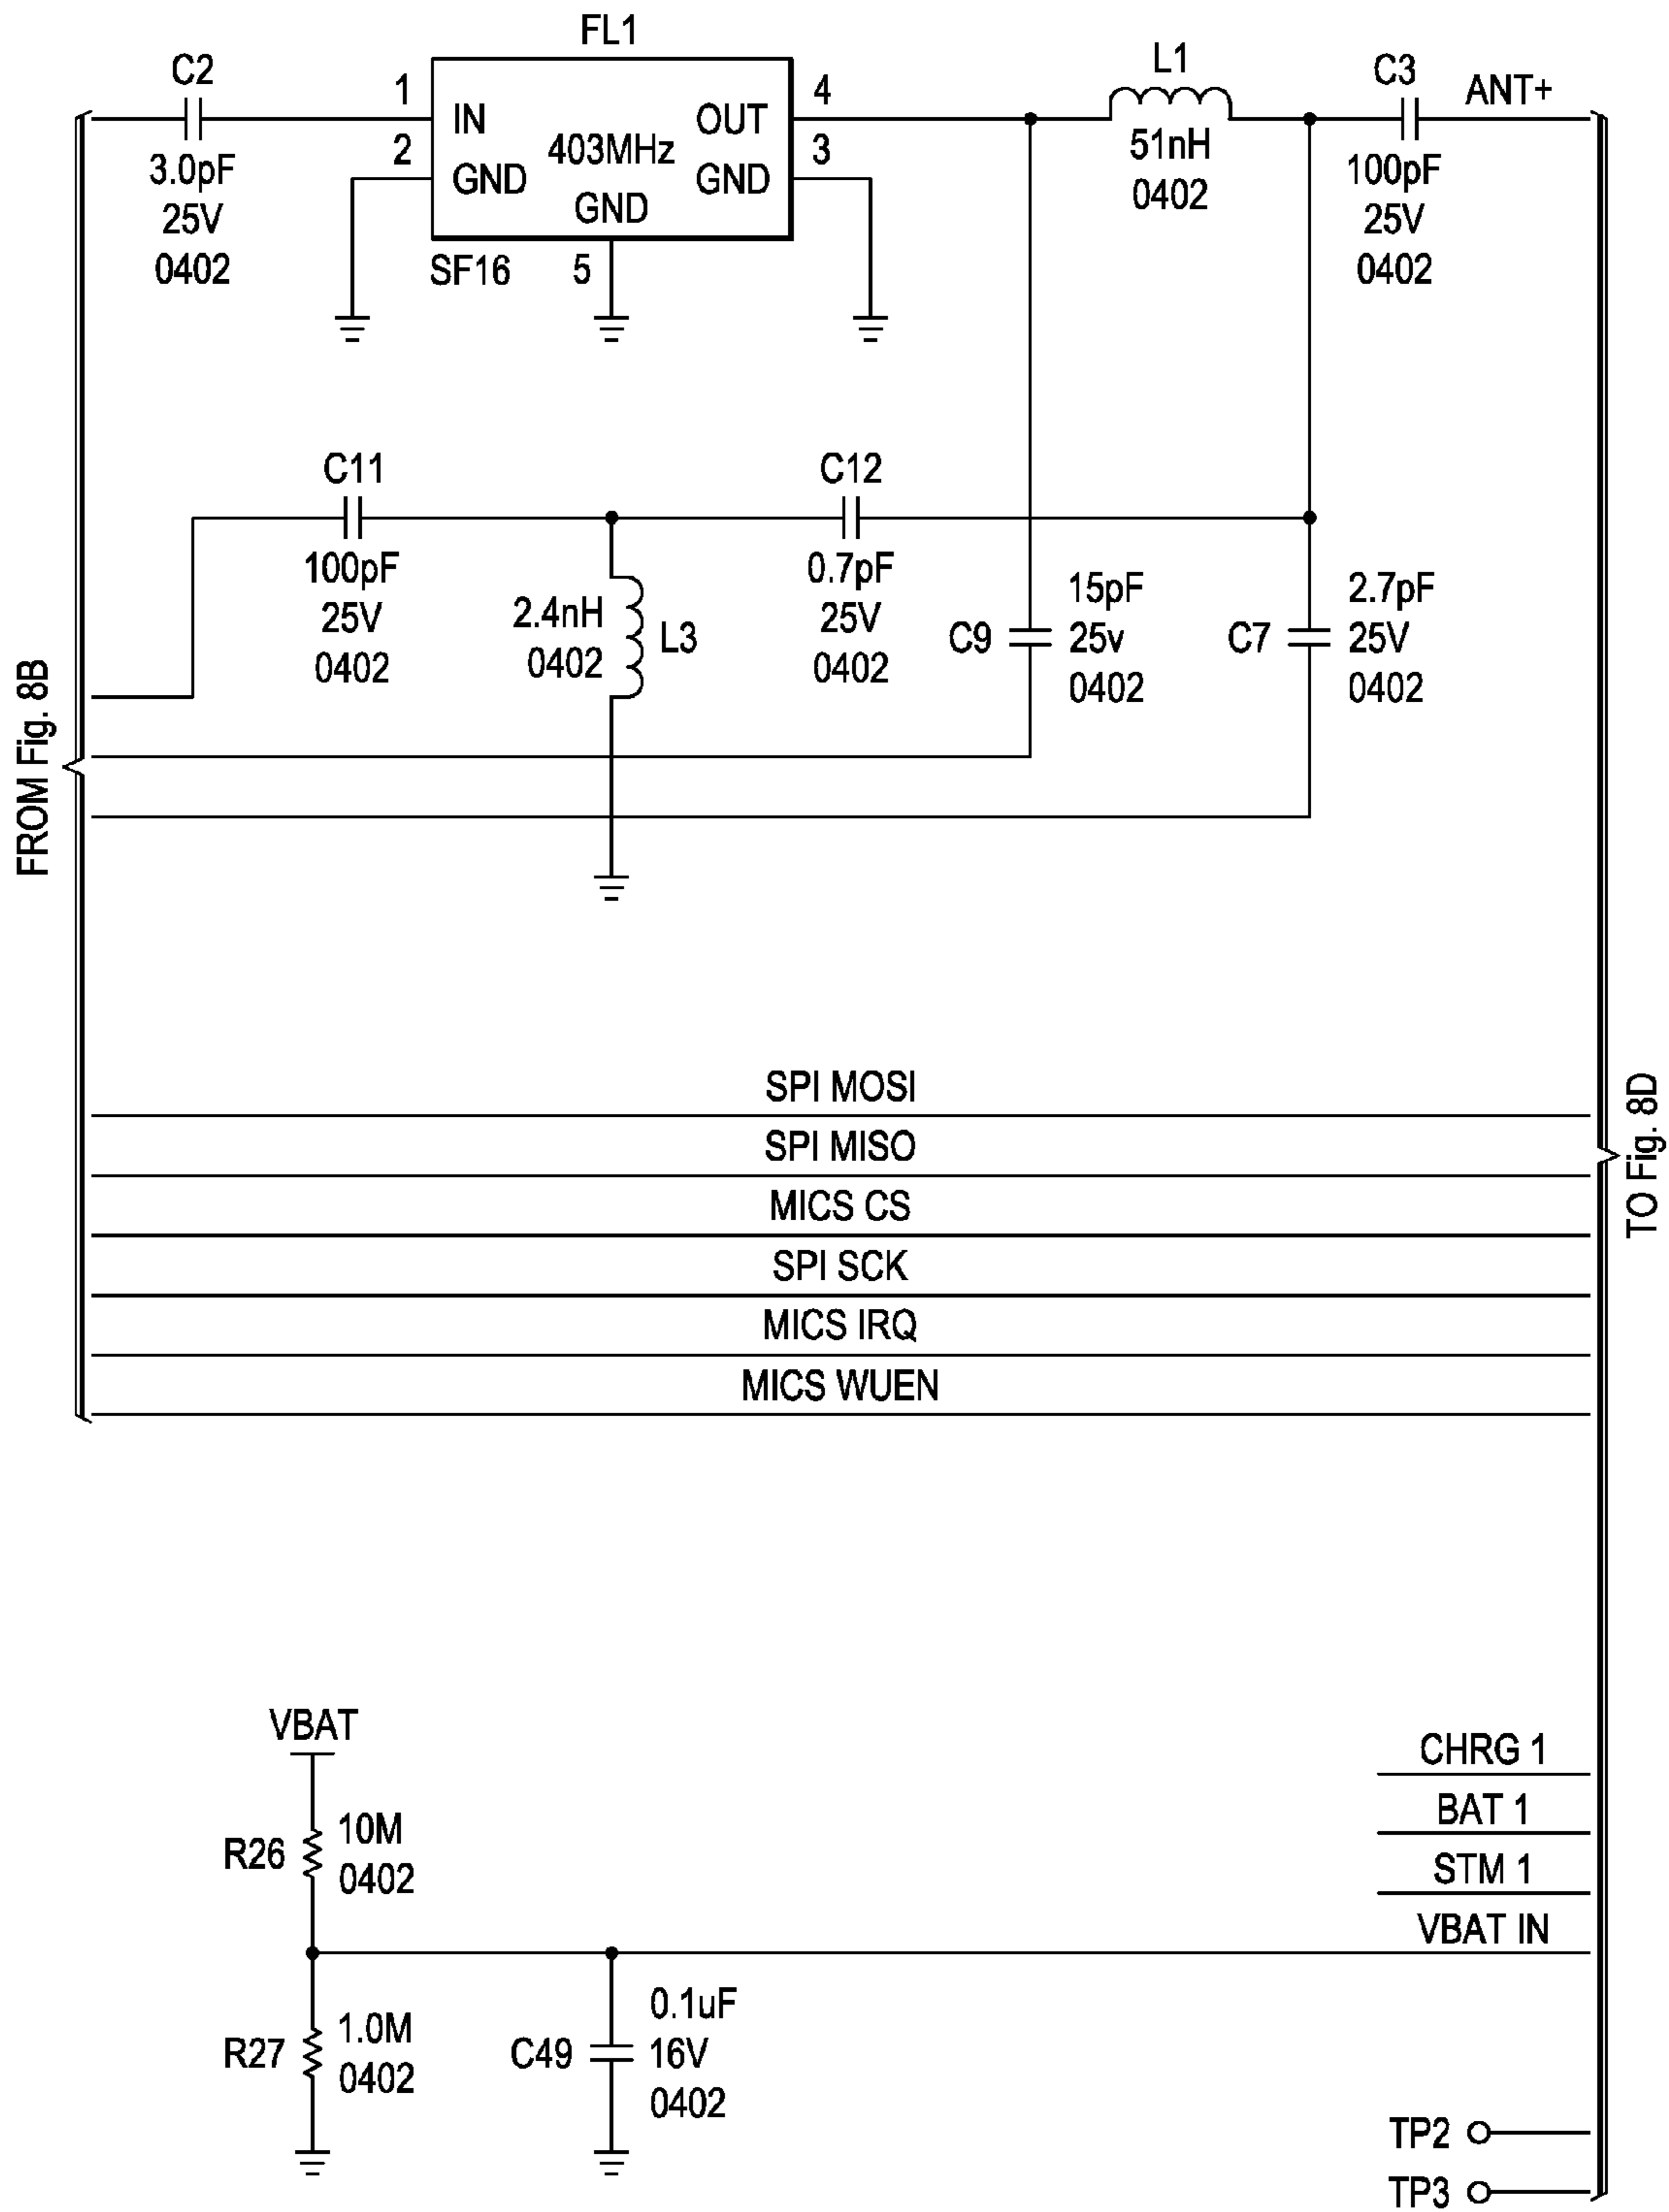 FL1
C2
1
IN
OUT
4
L1
C3
ANT+
3.0pF
25V
0402
2
GND
403MHz
GND
3
GND
SF16
5
51nH
0402
100pF
25V
0402
C11
100pF
25V
0402
C12
0.7pF
25V
0402
2.4nH
0402
L3
C9
15pF
25v
0402
C7
2.7pF
25V
0402
FROM Fig. 8B
SPI MOSI
SPI MISO
MICS CS
SPI SCK
MICS IRQ
MICS WUEN
TO Fig. 8D
VBAT
R26
10M
0402
R27
1.0M
0402
C49
0.1uF
16V
0402
CHRG 1
BAT 1
STM 1
VBAT IN
TP2
TP3